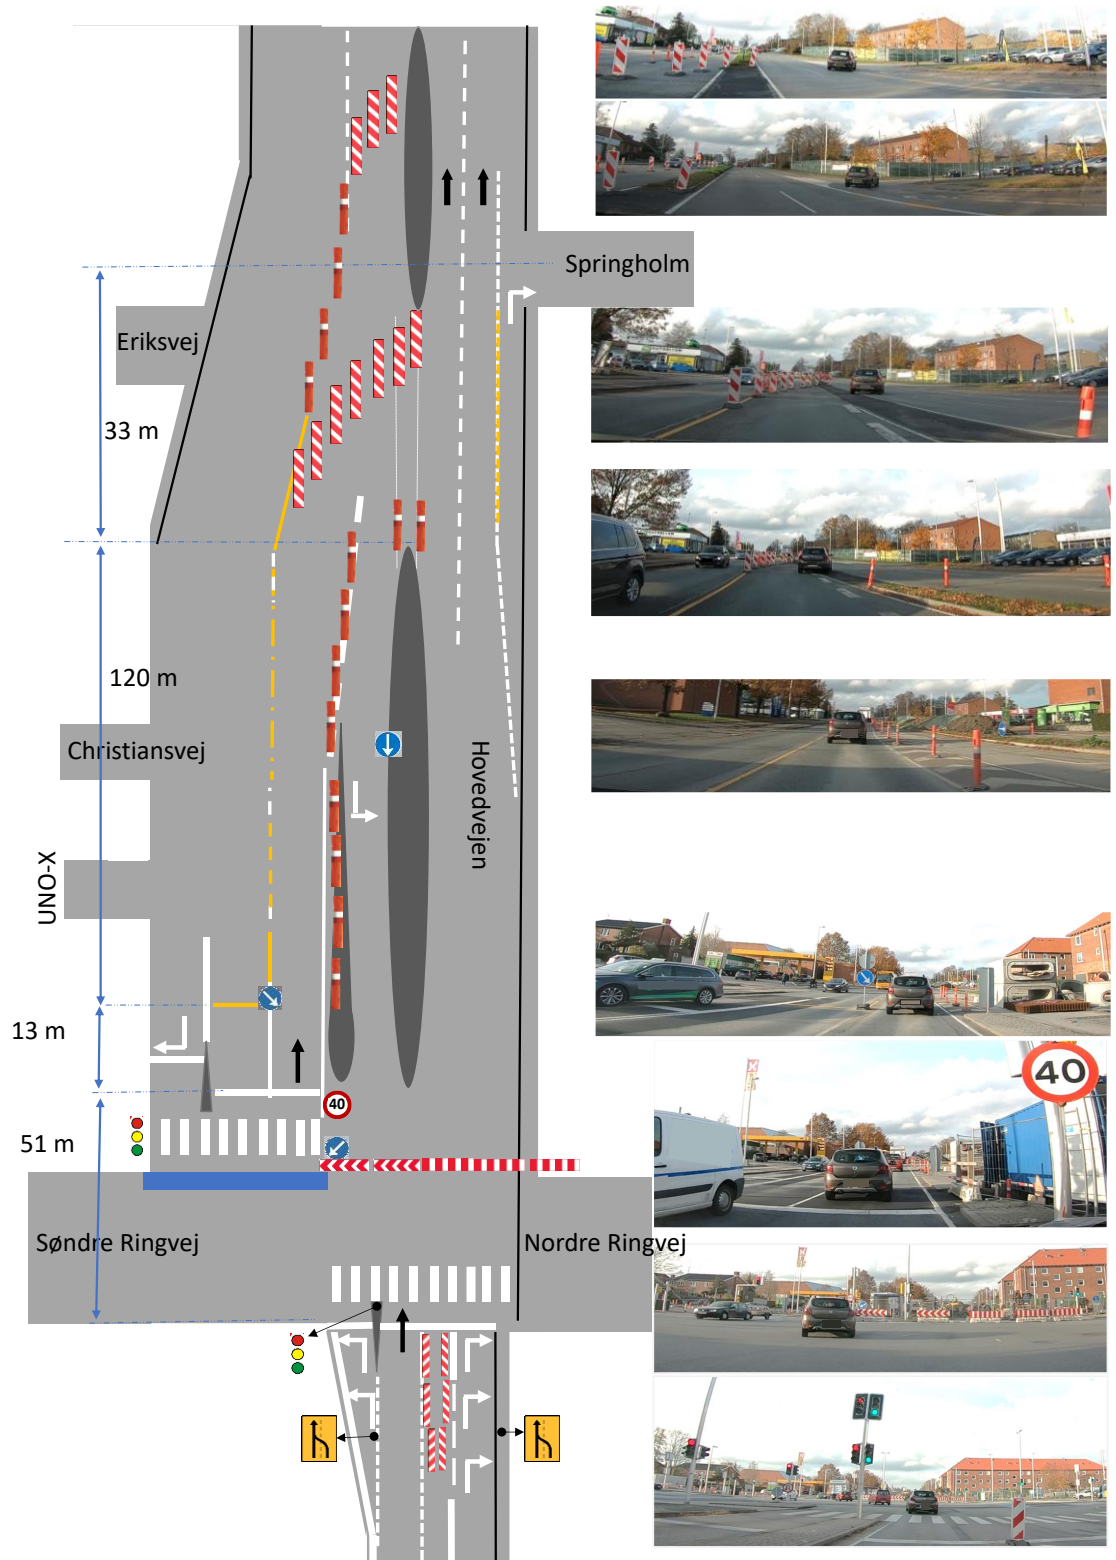 Springholm
Eriksvej
33 m
120 m
Christiansvej
Hovedvejen
UNO-X
13 m
40
40
51 m
Søndre Ringvej
Nordre Ringvej